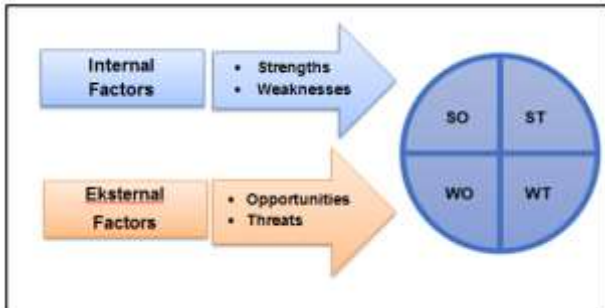 Internal
Factors
• Strengths
• Weaknesses
Eksternal
Factors
• Opportunities
• Threats
SO ST
WO WT